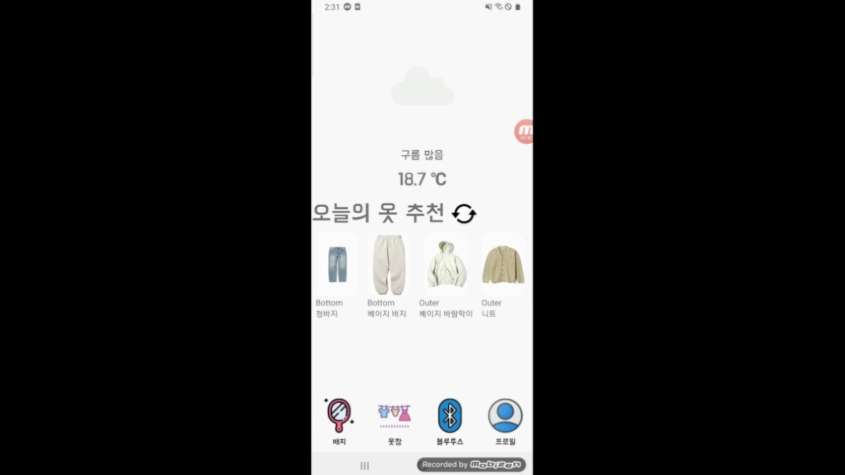 2:31
구름 많음
18.7 ℃
오늘의 옷 추천
Bottom
청바지
Bottom
베이지 바지
Outer
베이지 바람막이
Outer
니트
배지
옷장
블루투스
프로필
Recorded by mobizen